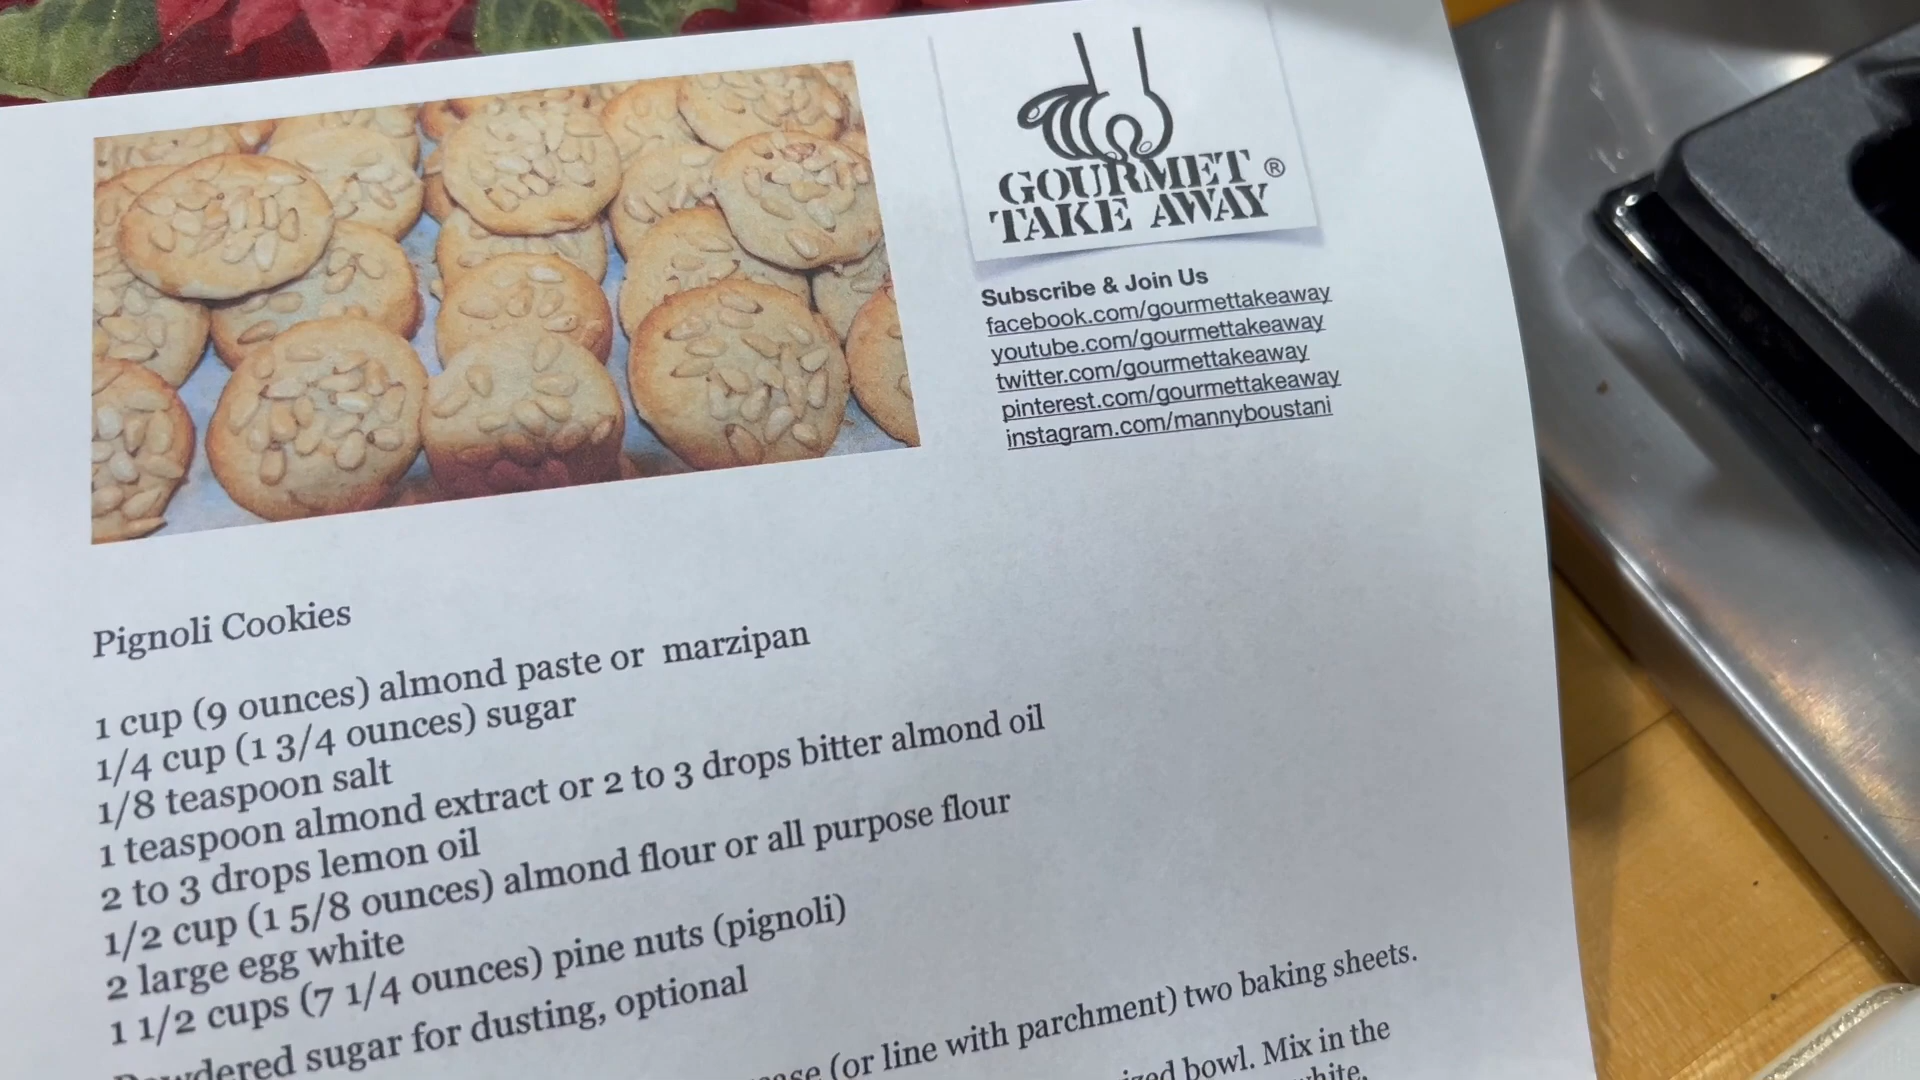 GOURMET ®
TAKE AWAY
Subscribe & Join Us
facebook.com/gourmettakeaway
youtube.com/gourmettakeaway
twitter.com/gourmettakeaway
pinterest.com/gourmettakeaway
instagram.com/mannyboustani
Pignoli Cookies
1 cup (9 ounces) almond paste or marzipan
1/4 cup (1 3/4 ounces) sugar
1/8 teaspoon salt
1 teaspoon almond extract or 2 to 3 drops bitter almond oil
2 to 3 drops lemon oil
1/2 cup (1 5/8 ounces) almond flour or all purpose flour
2 large egg white
1 1/2 cups (7 1/4 ounces) pine nuts (pignoli)
Powdered sugar for dusting, optional
(or line with parchment) two baking sheets.
bowl. Mix in the